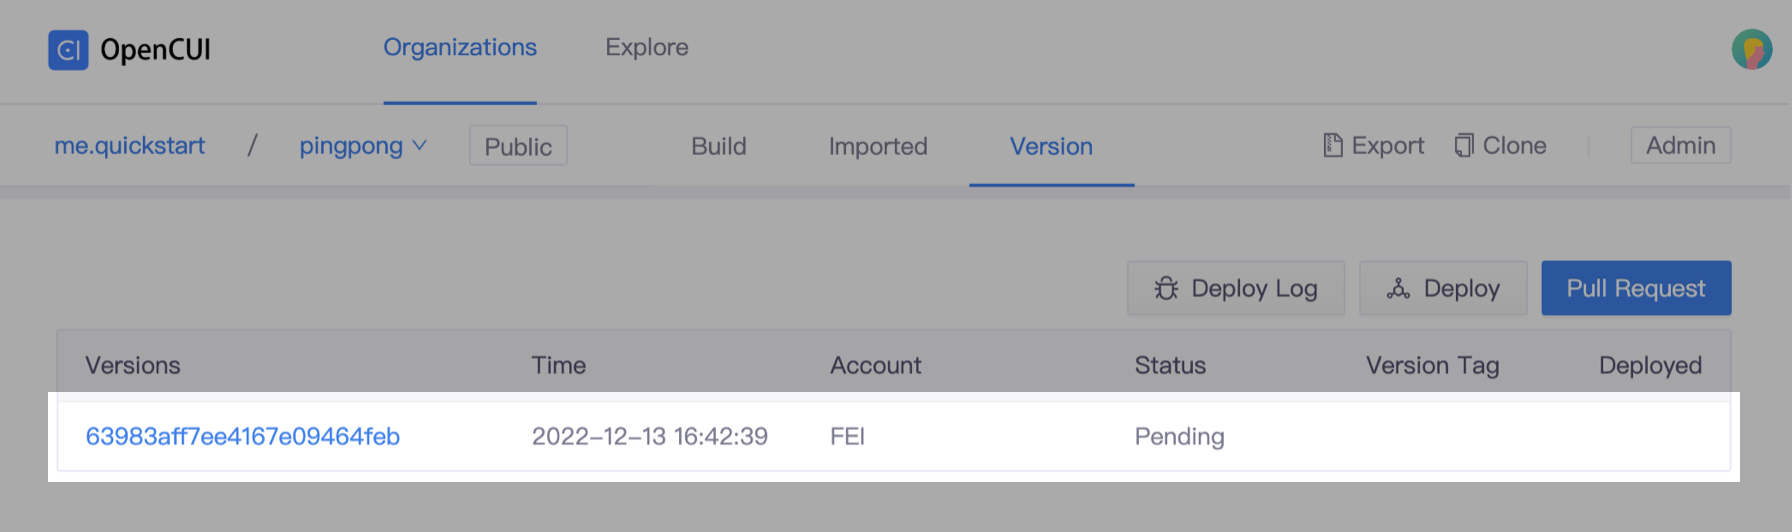 CI OpenCUI Organizations Explore
me.quickstart / pingpong Public Build Imported Version Export Clone Admin
Deploy Log Deploy Pull Request
Versions Time Account Status Version Tag Deployed
63983aff7ee4167e09464feb 2022-12-13 16:42:39 FEI Pending